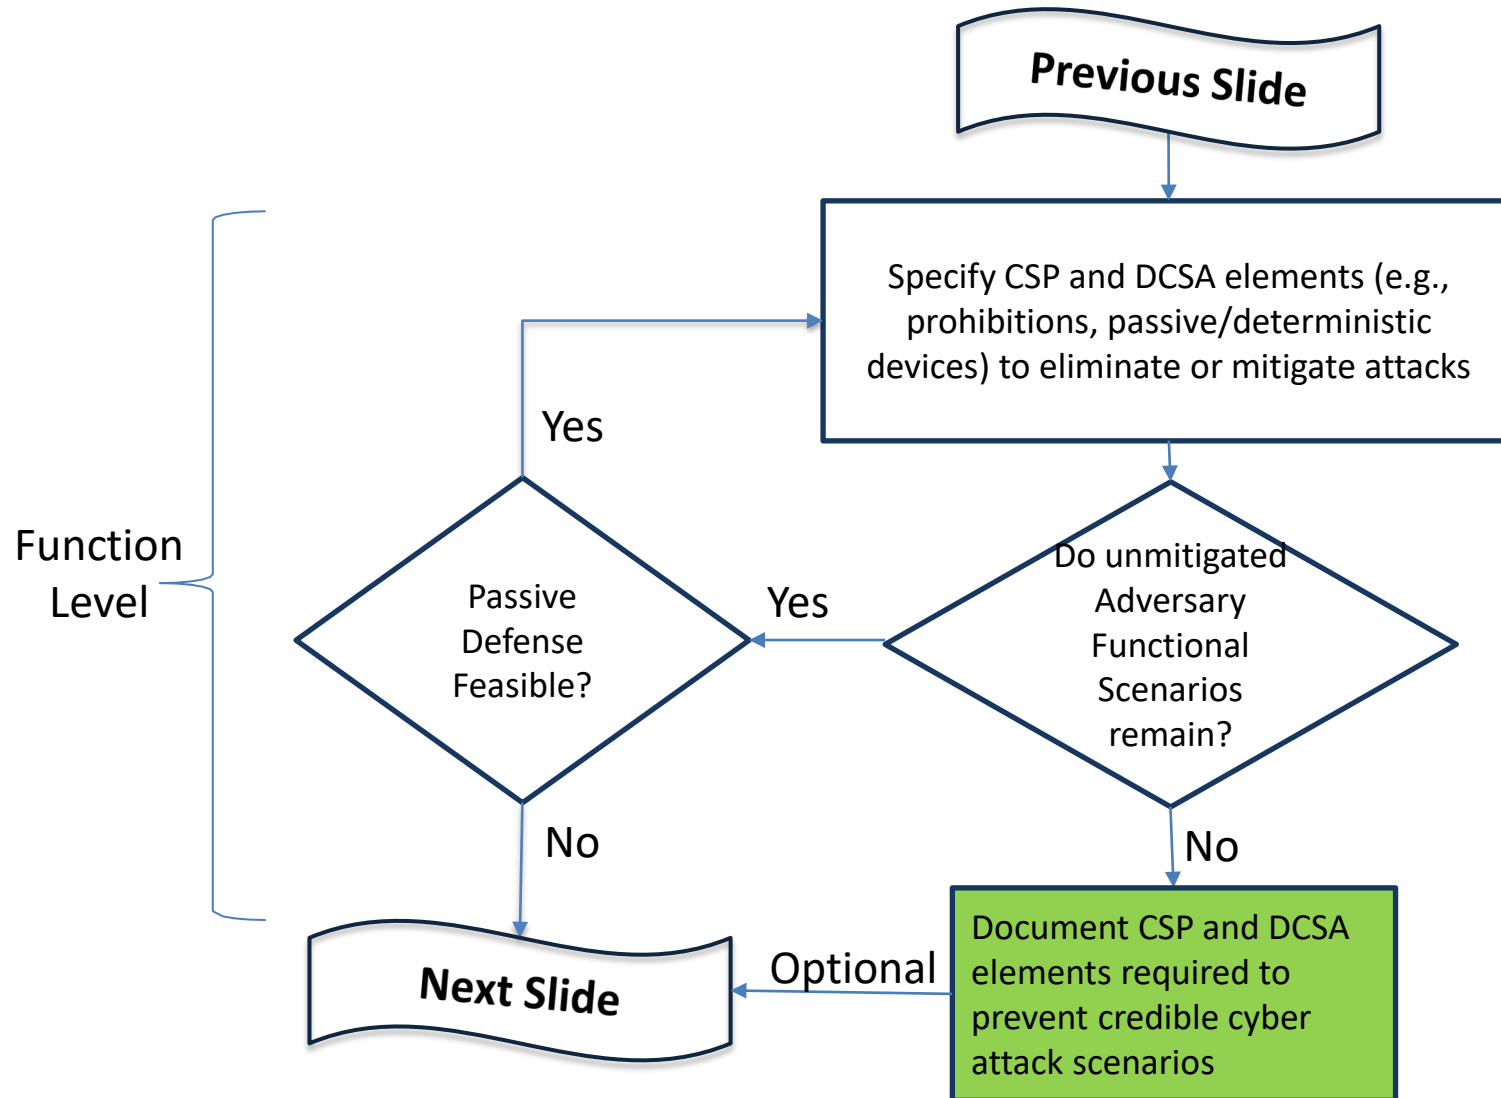 Previous Slide
Specify CSP and DCSA elements (e.g.,
prohibitions, passive/deterministic
devices) to eliminate or mitigate attacks
Yes
Function
Level
Passive
Defense
Feasible?
Yes
Do unmitigated
Adversary
Functional
Scenarios
remain?
No
No
Next Slide
Optional
Document CSP and DCSA
elements required to
prevent credible cyber
attack scenarios